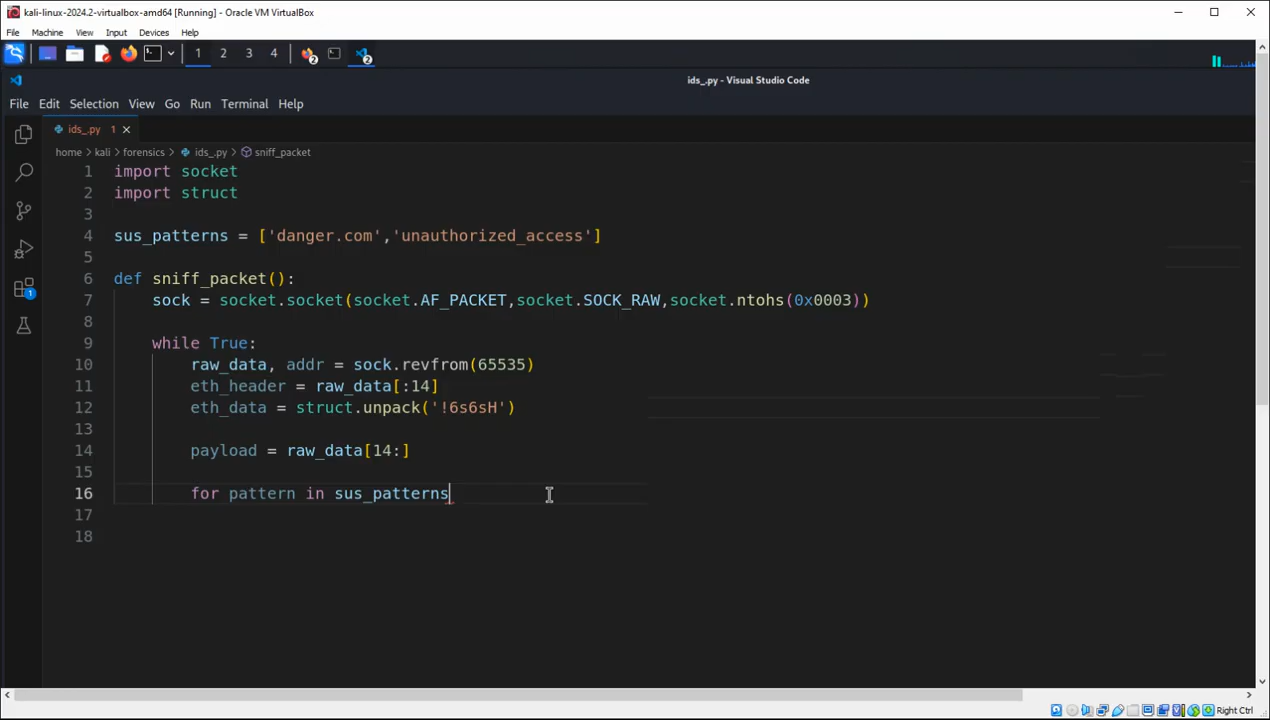 kali-linux-2024.2-virtualbox-amd64 [Running] - Oracle VM VirtualBox
File Machine View Input Devices Help
1 2 3 4 2 2
ids_.py - Visual Studio Code
File Edit Selection View Go Run Terminal Help
ids_.py 1
home > kali > forensics > ids_.py > sniff_packet
1 import socket
2 import struct
3
4 sus_patterns = ['danger.com','unauthorized_access']
5
6 def sniff_packet():
7 sock = socket.socket(socket.AF_PACKET,socket.SOCK_RAW,socket.ntohs(0x0003))
8
9 while True:
10 raw_data, addr = sock.revfrom(65535)
11 eth_header = raw_data[:14]
12 eth_data = struct.unpack('!6s6sH')
13
14 payload = raw_data[14:]
15
16 for pattern in sus_patterns
17
18
1
Right Ctrl